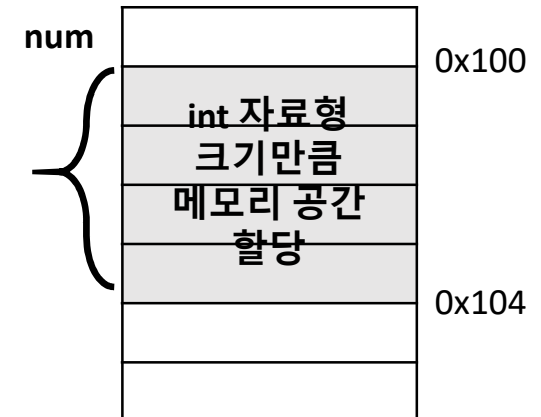 num
0x100
int 자료형
크기만큼
메모리 공간
할당
0x104